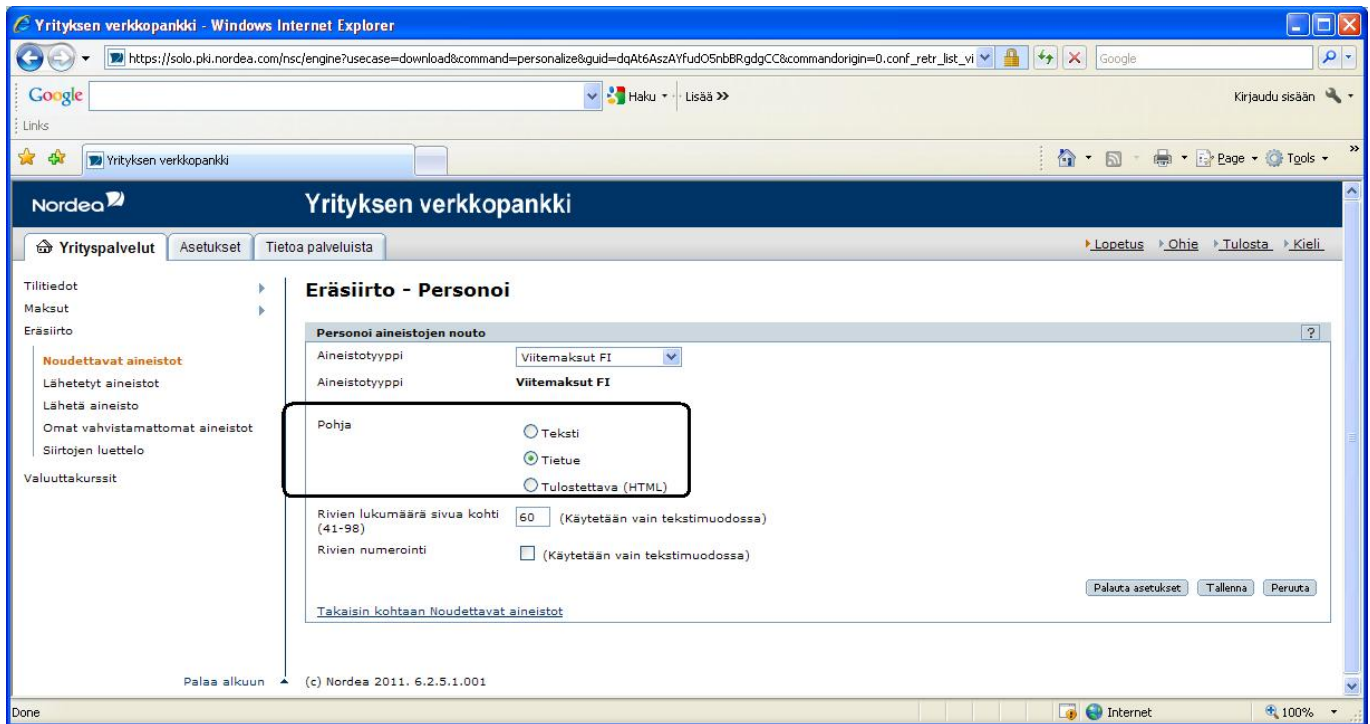 Yrityksen verkkopankki - Windows Internet Explorer
https://solo.pki.nordea.com/nsc/engine?usecase=download&command=personalize&guid=dqAt6AszAYfudO5nbBRgdgCC&commandorigin=0.conf_retr_list_vi
Google
Google
Haku
Lisää >>
Kirjaudu sisään
Links
Yrityksen verkkopankki
Page
Tools
Nordea
Yrityksen verkkopankki
Yrityspalvelut
Asetukset
Tietoa palveluista
Lopetus
Ohje
Tulosta
Kieli
Tilitiedot
Maksut
Eräsiirto
Noudettavat aineistot
Lähetetyt aineistot
Lähetä aineisto
Omat vahvistamattomat aineistot
Siirtojen luettelo
Valuuttakurssit
Eräsiirto - Personoi
Personoi aineistojen nouto
?
Aineistotyyppi
Viitemaksut FI
Aineistotyyppi
Viitemaksut FI
Pohja
Teksti
Tietue
Tulostettava (HTML)
Rivien lukumäärä sivua kohti
(41-98)
60
(Käytetään vain tekstimuodossa)
Rivien numerointi
(Käytetään vain tekstimuodossa)
Palauta asetukset
Tallenna
Peruuta
Takaisin kohtaan Noudettavat aineistot
Palaa alkuun
(c) Nordea 2011. 6.2.5.1.001
Done
Internet
100%